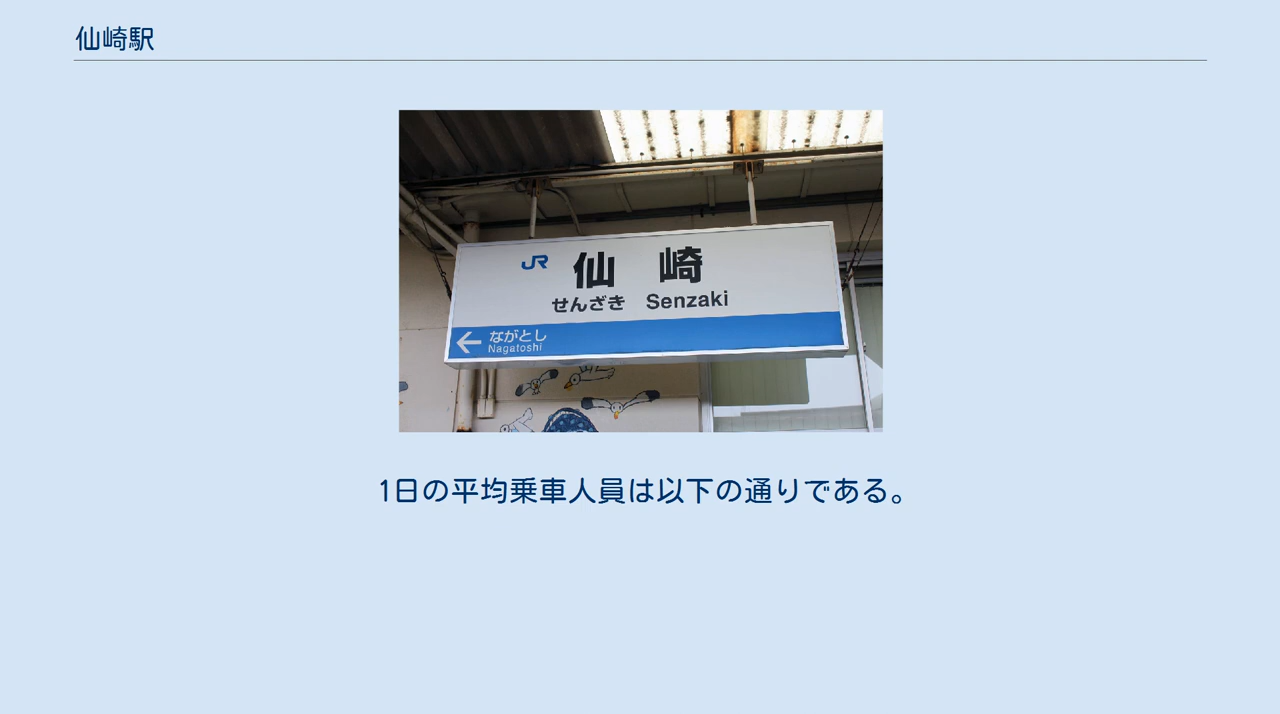 仙崎駅
JR 仙崎
せんざき Senzaki
← ながとし
Nagatoshi
1日の平均乗車人員は以下の通りである。